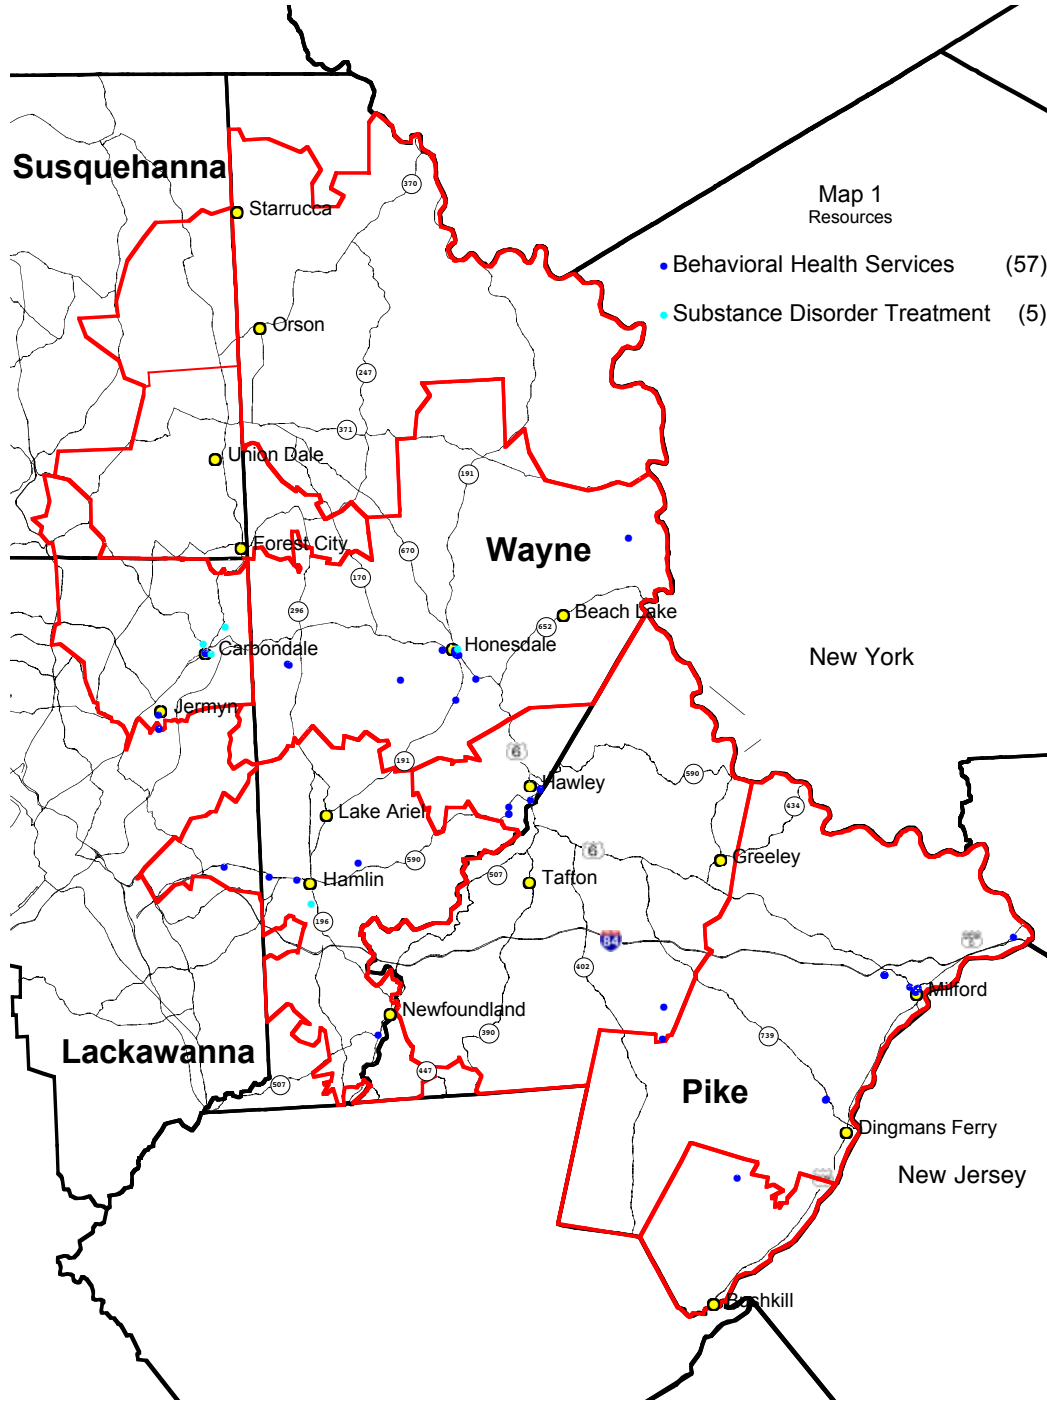 Susquehanna
370
Map 1
Resources
Starrucca
Behavioral Health Services (57)
Substance Disorder Treatment (5)
Orson
247
371
Union Dale
191
Forest City
Wayne
670
170
296
Beach Lake
652
Carbondale
Honesdale
New York
Jermyn
6
191
590
Hawley
434
Lake Ariel
6
590
Greeley
507
Hamlin
Tafton
196
84
402
Milford
Newfoundland
390
739
Lackawanna
447
507
Pike
Dingmans Ferry
New Jersey
Bushkill